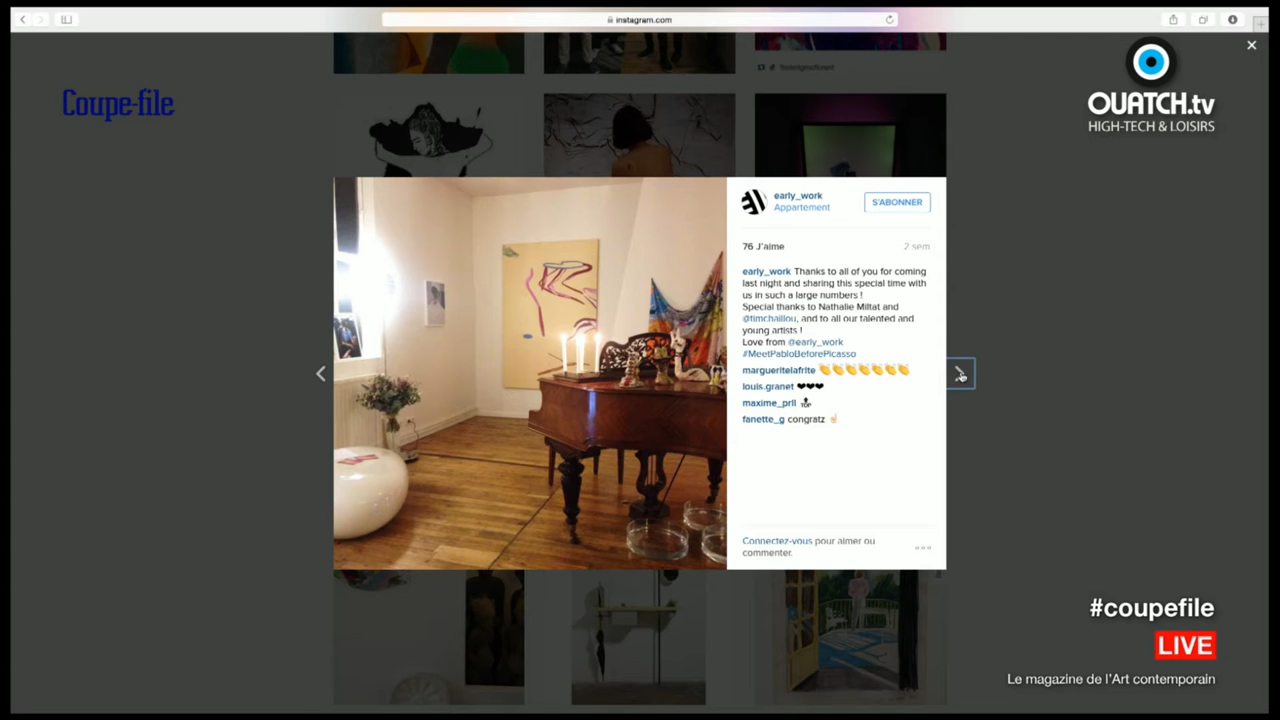 instagram.com
Coupe-file
OUATCH.tv
HIGH-TECH & LOISIRS
early_work
Appartement
S'ABONNER
76 J'aime
2 sem
early_work Thanks to all of you for coming
last night and sharing this special time with
us in such a large numbers !
Special thanks to Nathalie Miltat and
@timchaillou, and to all our talented and
young artists !
Love from @early_work
#MeetPabloBeforePicasso
margueritelafrite 👏👏👏👏👏👏👏
louis.granet ❤❤❤
maxime_prll 🔝
fanette_g congratz ☝🏻
Connectez-vous pour aimer ou
commenter.
#coupefile
LIVE
Le magazine de l'Art contemporain